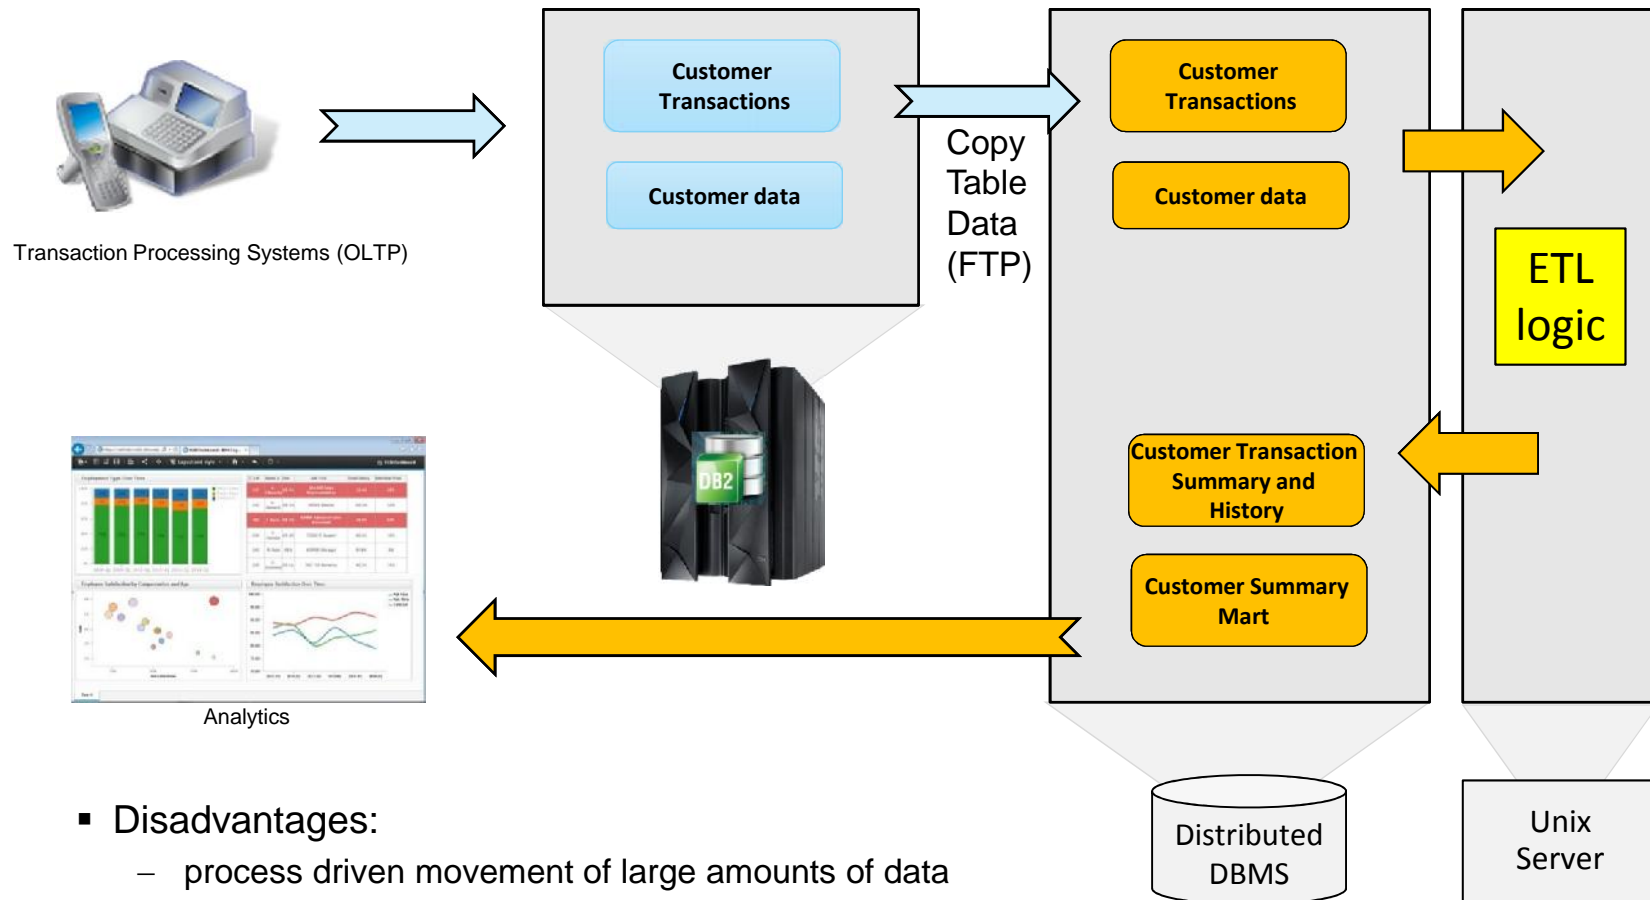 Customer
Transactions
Customer data
Copy
Table
Data
(FTP)
Customer
Transactions
Customer data
ETL
logic
Transaction Processing Systems (OLTP)
DB2
Customer Transaction
Summary and
History
Customer Summary
Mart
Analytics
Distributed
DBMS
Unix
Server
▪ Disadvantages:
– process driven movement of large amounts of data